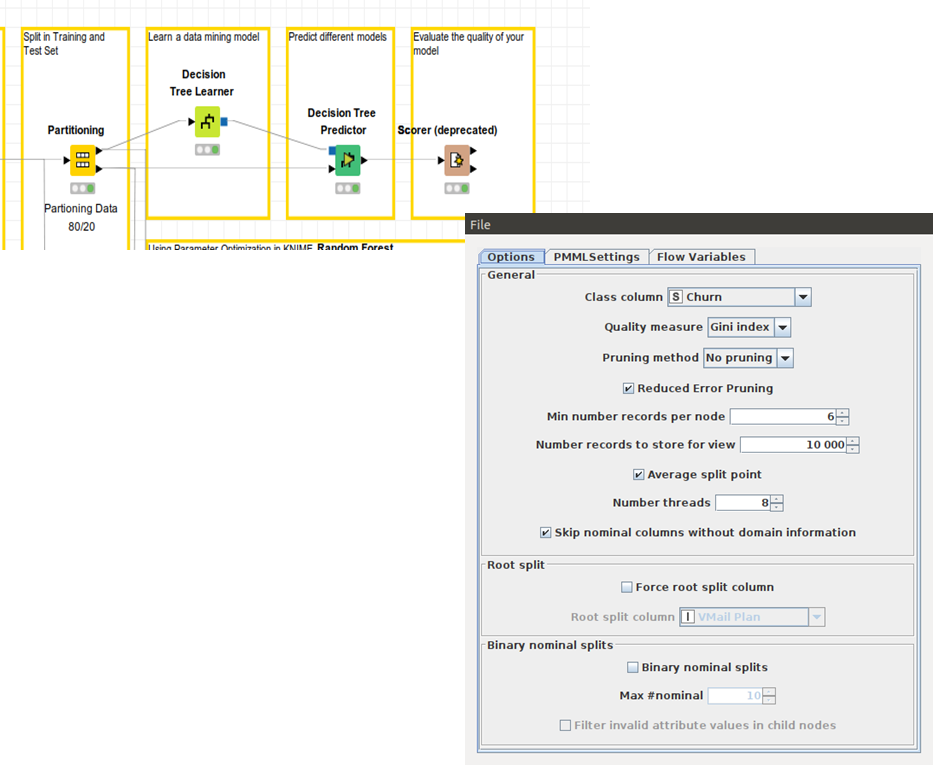 Split in Training and
Test Set
Learn a data mining model
Predict different models
Evaluate the quality of your
model
Decision
Tree Learner
Decision Tree
Predictor
Partitioning
Scorer (deprecated)
Partioning Data
80/20
Using Parameter Optimization in KNIME Random Forest
File
Options
PMMLSettings
Flow Variables
General
Class column S Churn
Quality measure Gini index
Pruning method No pruning
Reduced Error Pruning
Min number records per node 6
Number records to store for view 10 000
Average split point
Number threads 8
Skip nominal columns without domain information
Root split
Force root split column
Root split column I VMail Plan
Binary nominal splits
Binary nominal splits
Max #nominal 10
Filter invalid attribute values in child nodes